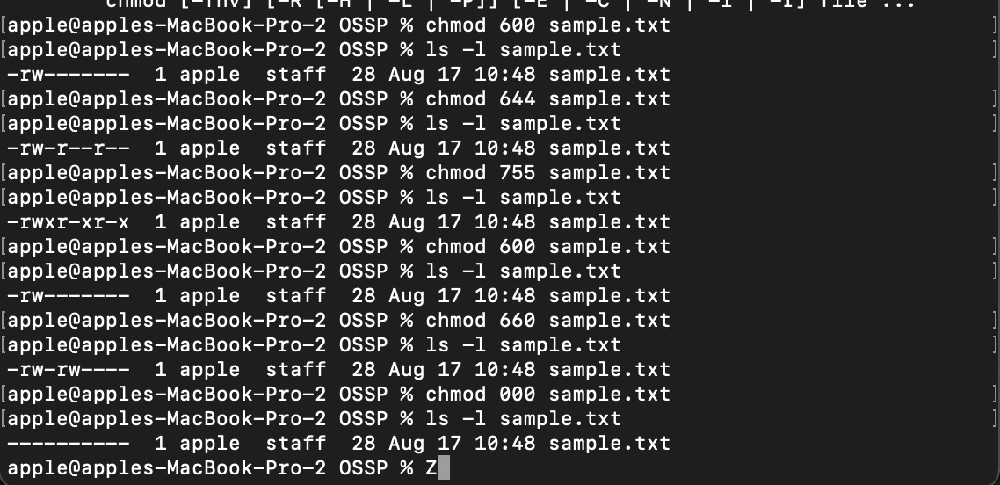 chmod [-fhv] [-R [-H | -L | -P]] [-E | -C | -N | -i | -I] file ...
[apple@apples-MacBook-Pro-2 OSSP % chmod 600 sample.txt ]
[apple@apples-MacBook-Pro-2 OSSP % ls -l sample.txt ]
-rw------- 1 apple staff 28 Aug 17 10:48 sample.txt
[apple@apples-MacBook-Pro-2 OSSP % chmod 644 sample.txt ]
[apple@apples-MacBook-Pro-2 OSSP % ls -l sample.txt ]
-rw-r--r-- 1 apple staff 28 Aug 17 10:48 sample.txt
[apple@apples-MacBook-Pro-2 OSSP % chmod 755 sample.txt ]
[apple@apples-MacBook-Pro-2 OSSP % ls -l sample.txt ]
-rwxr-xr-x 1 apple staff 28 Aug 17 10:48 sample.txt
[apple@apples-MacBook-Pro-2 OSSP % chmod 600 sample.txt ]
[apple@apples-MacBook-Pro-2 OSSP % ls -l sample.txt ]
-rw------- 1 apple staff 28 Aug 17 10:48 sample.txt
[apple@apples-MacBook-Pro-2 OSSP % chmod 660 sample.txt ]
[apple@apples-MacBook-Pro-2 OSSP % ls -l sample.txt ]
-rw-rw---- 1 apple staff 28 Aug 17 10:48 sample.txt
[apple@apples-MacBook-Pro-2 OSSP % chmod 000 sample.txt ]
[apple@apples-MacBook-Pro-2 OSSP % ls -l sample.txt ]
---------- 1 apple staff 28 Aug 17 10:48 sample.txt
apple@apples-MacBook-Pro-2 OSSP % Z